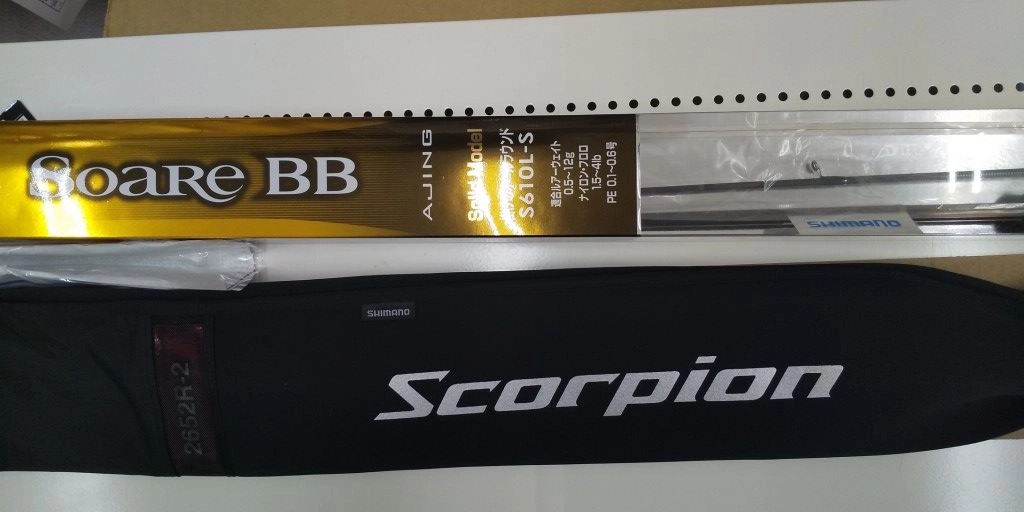 Soare BB
AJING
Solid Model
S610L-S
適合ルアーウェイト
0.5~12g
ナイロン・フロロ
1.5~4lb
PE 0.1~0.6号
SHIMANO
SHIMANO
2652R-2
Scorpion